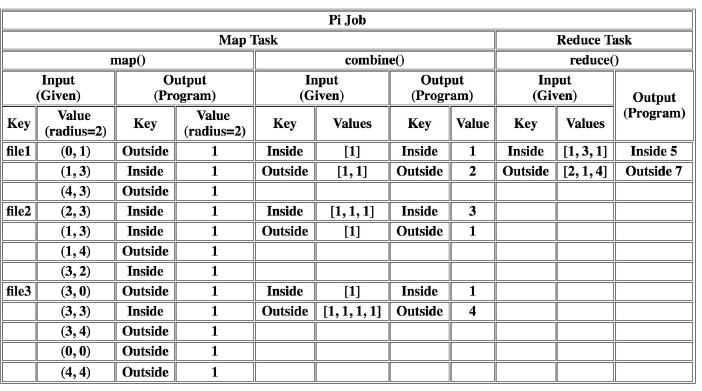 Pi Job
Map Task Reduce Task
map() combine() reduce()
Input (Given) Output (Program) Input (Given) Output (Program) Input (Given) Output (Program)
Key Value (radius=2) Key Value (radius=2) Key Values Key Value Key Values
file1 (0, 1) Outside 1 Inside [1] Inside 1 Inside [1, 3, 1] Inside 5
(1, 3) Inside 1 Outside [1, 1] Outside 2 Outside [2, 1, 4] Outside 7
(4, 3) Outside 1
file2 (2, 3) Inside 1 Inside [1, 1, 1] Inside 3
(1, 3) Inside 1 Outside [1] Outside 1
(1, 4) Outside 1
(3, 2) Inside 1
file3 (3, 0) Outside 1 Inside [1] Inside 1
(3, 3) Inside 1 Outside [1, 1, 1, 1] Outside 4
(3, 4) Outside 1
(0, 0) Outside 1
(4, 4) Outside 1